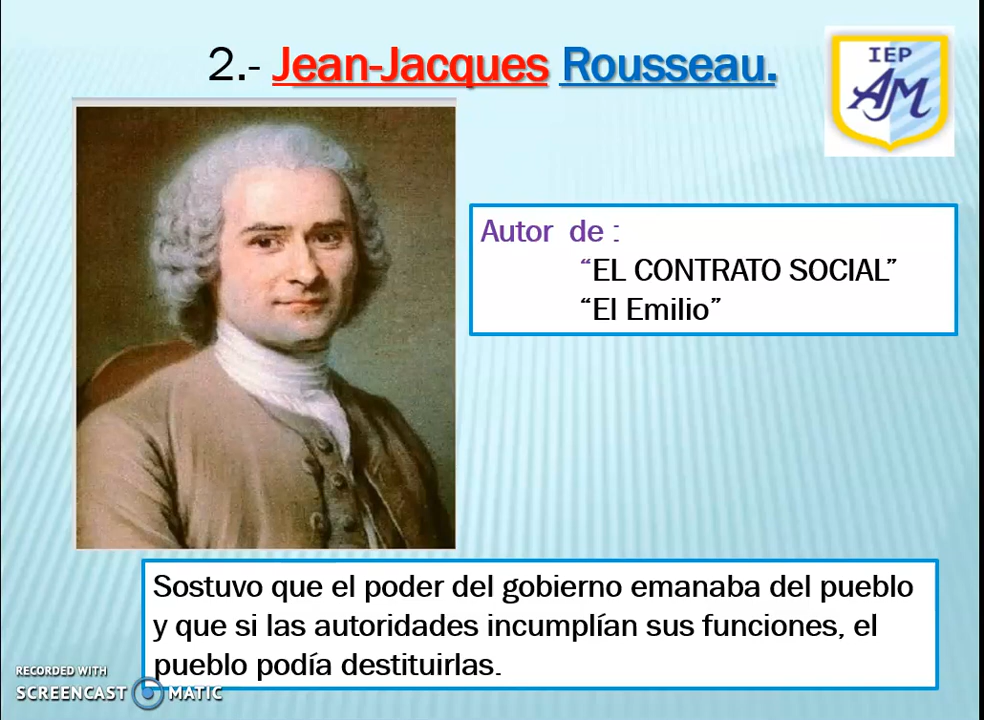 2.- Jean-Jacques Rousseau.
IEP
AM
Autor de :
“EL CONTRATO SOCIAL”
“El Emilio”
Sostuvo que el poder del gobierno emanaba del pueblo
y que si las autoridades incumplían sus funciones, el
pueblo podía destituirlas.
RECORDED WITH
SCREENCAST MATIC